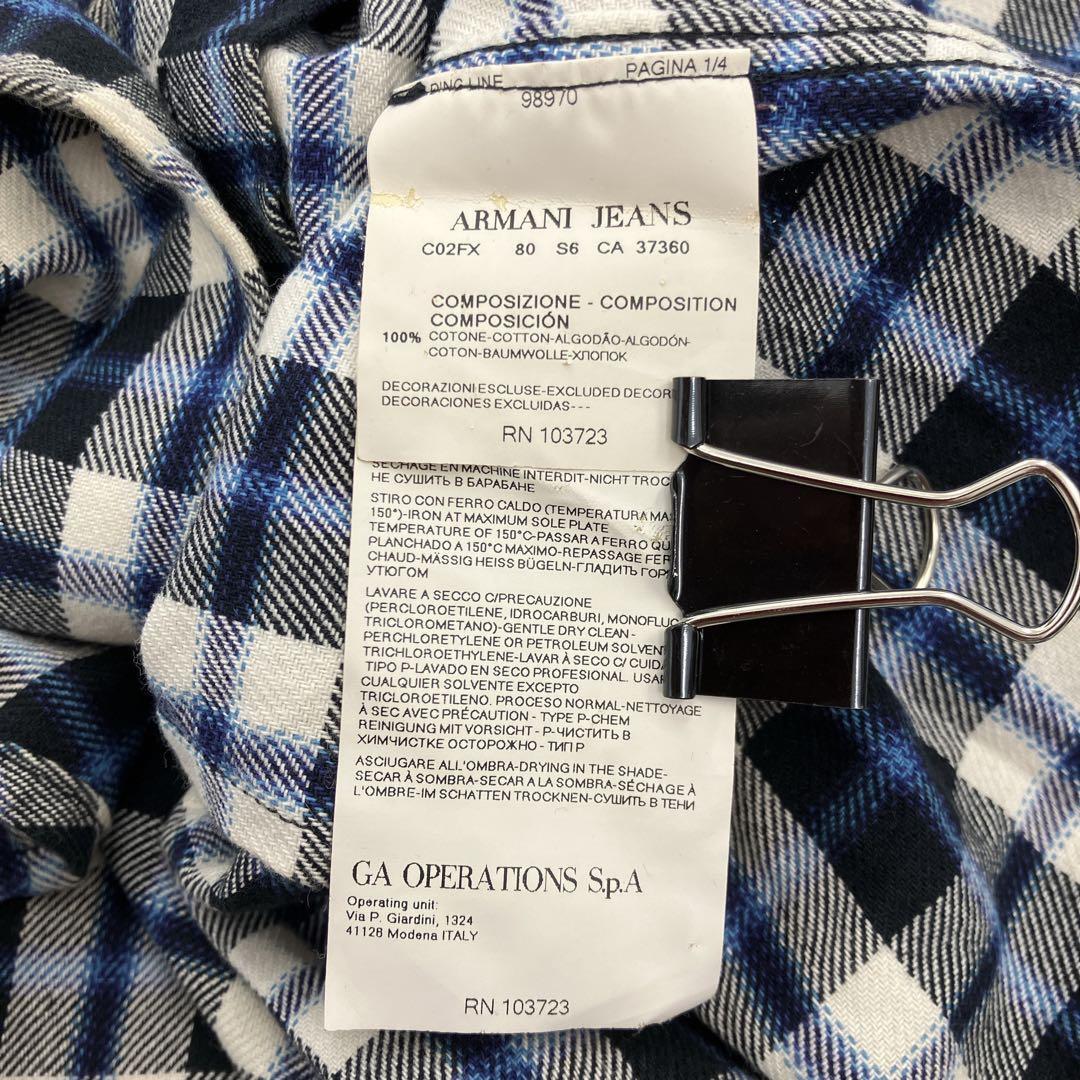 PING LINE PAGINA 1/4
98970
ARMANI JEANS
C02FX 80 S6 CA 37360
COMPOSIZIONE - COMPOSITION
COMPOSICIÓN
100% COTONE-COTTON-ALGODÃO-ALGODÓN-
COTON-BAUMWOLLE-ХЛОПОК
DECORAZIONI ESCLUSE-EXCLUDED DECOR
DECORACIONES EXCLUIDAS---
RN 103723
SÉCHAGE EN MACHINE INTERDIT-NICHT TROC
НЕ СУШИТЬ В БАРАБАНЕ
STIRO CON FERRO CALDO (TEMPERATURA MA
150°)-IRON AT MAXIMUM SOLE PLATE
TEMPERATURE OF 150°C-PASSAR A FERRO QU
PLANCHADO A 150°C MAXIMO-REPASSAGE FER
CHAUD-MÄSSIG HEISS BÜGELN-ГЛАДИТЬ ГОР
УТЮГОМ
LAVARE A SECCO C/PRECAUZIONE
(PERCLOROETILENE, IDROCARBURI, MONOFLUO
TRICLOROMETANO)-GENTLE DRY CLEAN -
PERCHLORETYLENE OR PETROLEUM SOLVEN
TRICHLOROETHYLENE-LAVAR À SECO C/ CUIDA
TIPO P-LAVADO EN SECO PROFESIONAL. USAR
CUALQUIER SOLVENTE EXCEPTO
TRICLOROETILENO. PROCESO NORMAL-NETTOYAGE
À SEC AVEC PRÉCAUTION - TYPE P-CHEM
REINIGUNG MIT VORSICHT - P-ЧИСТИТЬ В
ХИМЧИСТКЕ ОСТОРОЖНО - ТИП P
ASCIUGARE ALL'OMBRA-DRYING IN THE SHADE-
SECAR À SOMBRA-SECAR A LA SOMBRA-SÉCHAGE À
L'OMBRE-IM SCHATTEN TROCKNEN-СУШИТЬ В ТЕНИ
GA OPERATIONS S.p.A
Operating unit:
Via P. Giardini, 1324
41126 Modena ITALY
RN 103723